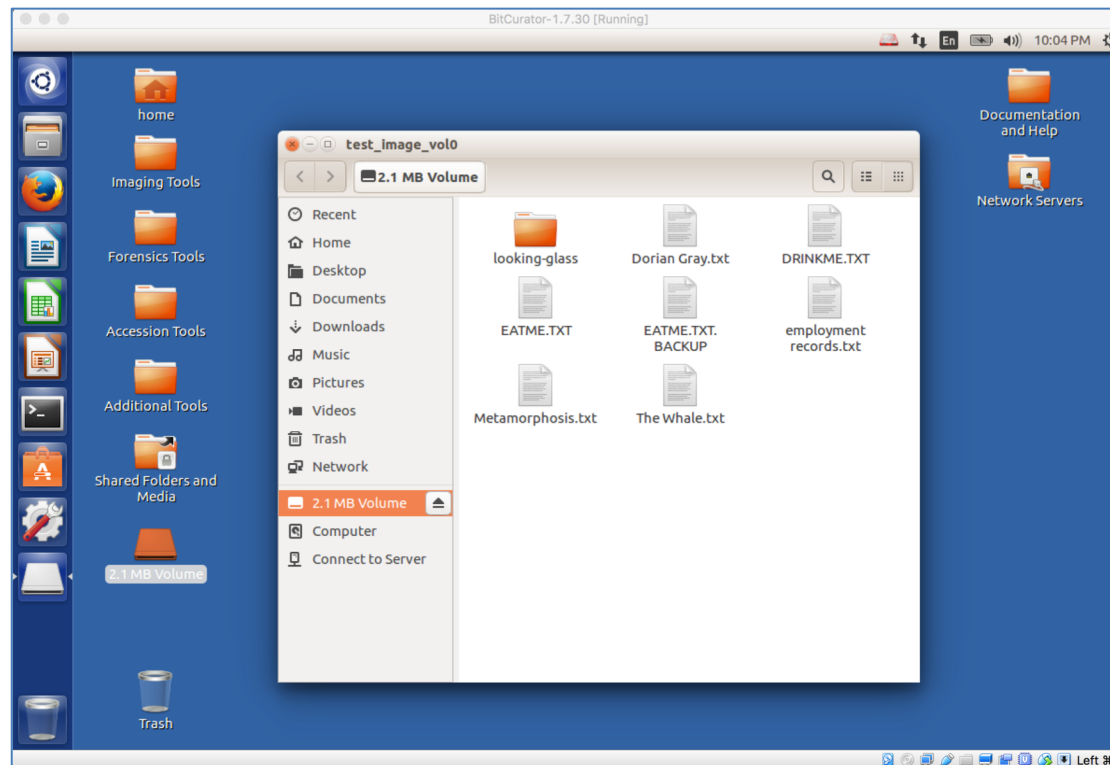 BitCurator-1.7.30 [Running]
En
10:04 PM
home
Imaging Tools
Forensics Tools
Accession Tools
Additional Tools
Shared Folders and
Media
2.1 MB Volume
Trash
test_image_vol0
2.1 MB Volume
Recent
Home
Desktop
Documents
Downloads
Music
Pictures
Videos
Trash
Network
2.1 MB Volume
Computer
Connect to Server
looking-glass
Dorian Gray.txt
DRINKME.TXT
EATME.TXT
EATME.TXT.
BACKUP
employment
records.txt
Metamorphosis.txt
The Whale.txt
Documentation
and Help
Network Servers
Left ⌘